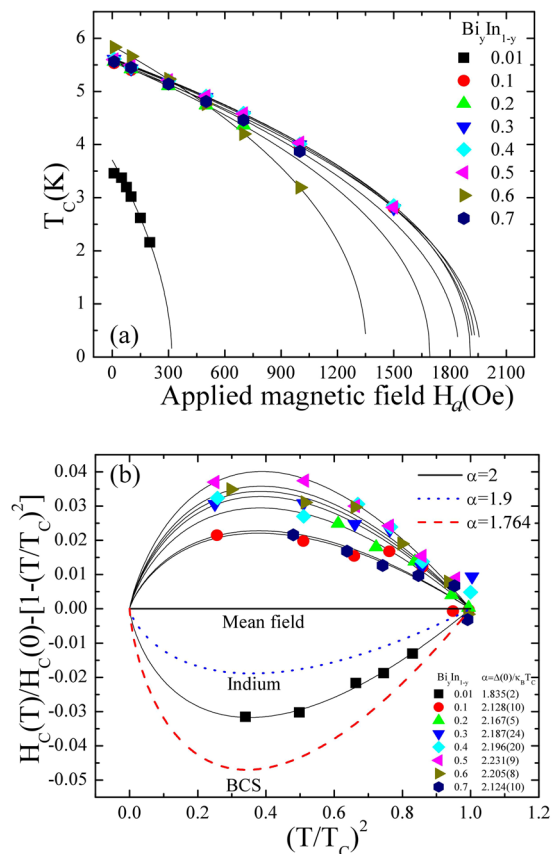 Bi_yIn_{1-y}
0.01
0.1
0.2
0.3
0.4
0.5
0.6
0.7
T_C(K)
7
6
5
4
3
2
1
0
(a)
0 300 600 900 1200 1500 1800 2100
Applied magnetic field H_a(Oe)
(b)
α=2
α=1.9
α=1.764
H_C(T)/H_C(0)-[1-(T/T_C)^2]
0.04
0.03
0.02
0.01
0.00
-0.01
-0.02
-0.03
-0.04
-0.05
Mean field
Indium
BCS
Bi_yIn_{1-y} α=Δ(0)/κ_BT_C
0.01 1.835(2)
0.1 2.128(10)
0.2 2.167(5)
0.3 2.187(24)
0.4 2.196(20)
0.5 2.231(9)
0.6 2.205(8)
0.7 2.124(10)
0.0 0.2 0.4 0.6 0.8 1.0 1.2
(T/T_C)^2